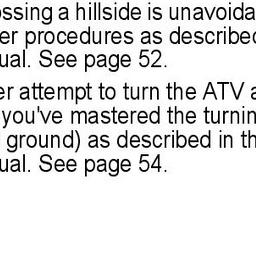 ossing a hillside is unavoida
er procedures as described
ual. See page 52.
er attempt to turn the ATV a
you've mastered the turnin
ground) as described in th
ual. See page 54.